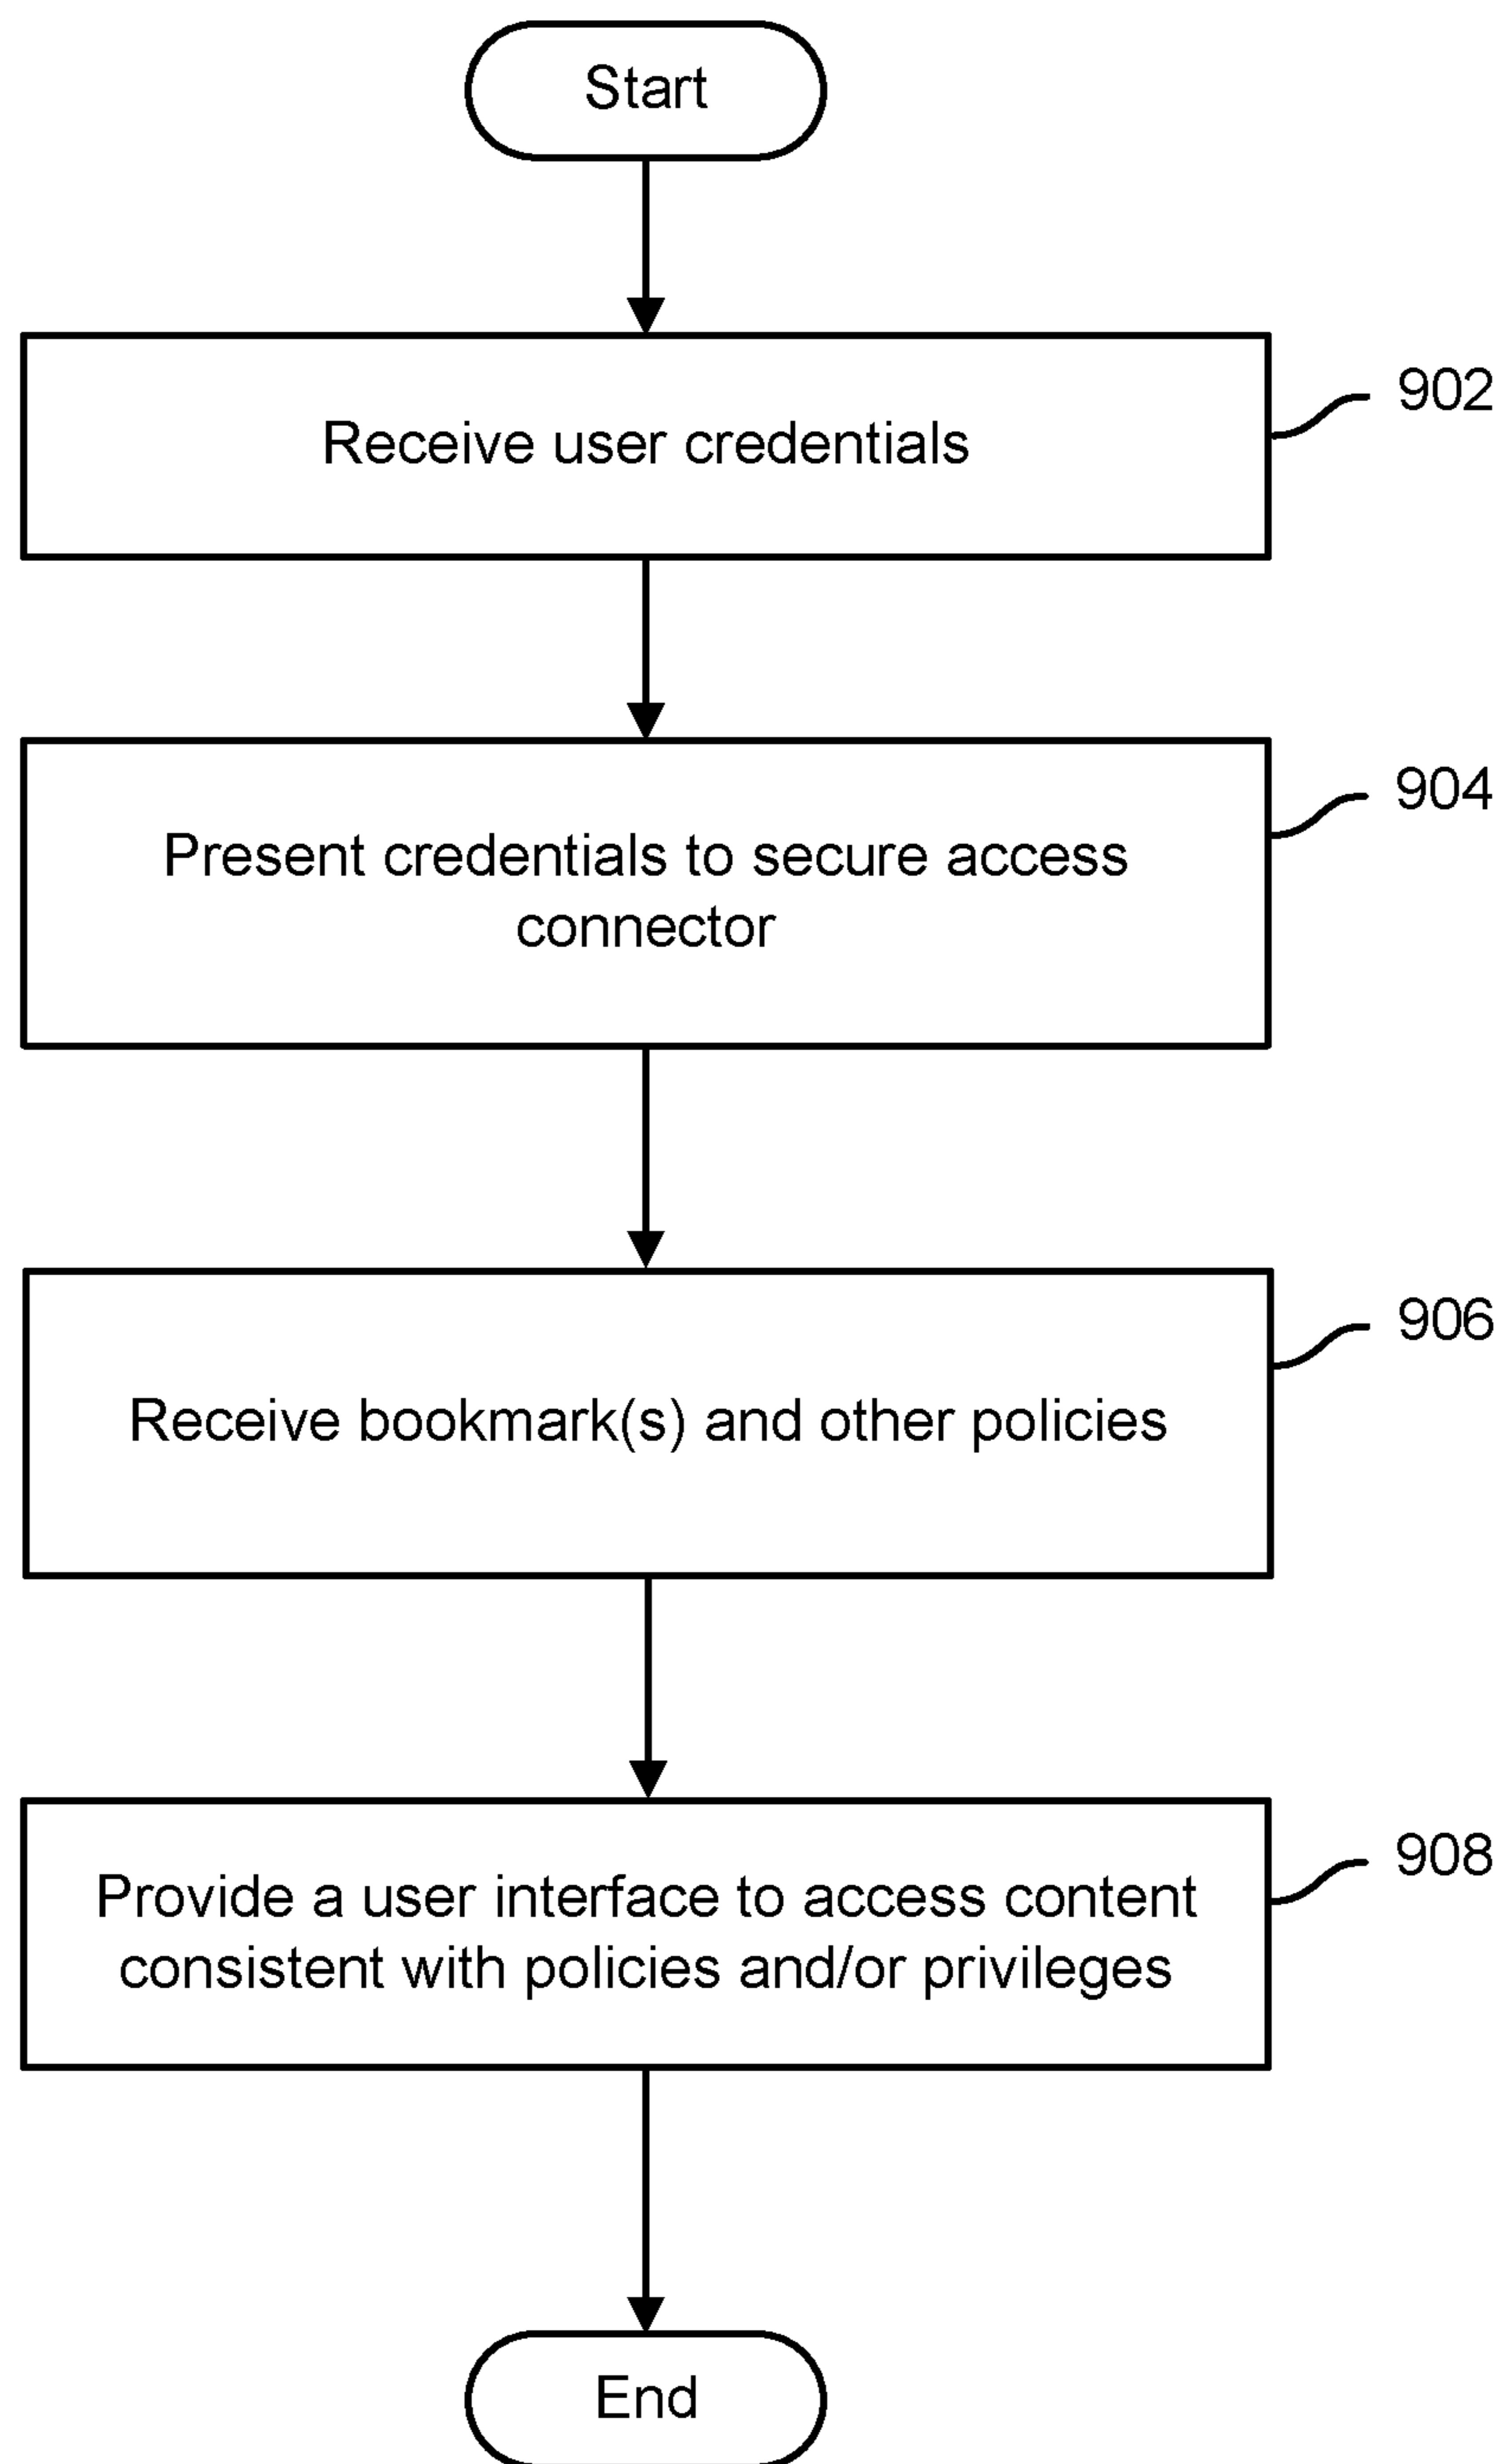 Start
902
Receive user credentials
904
Present credentials to secure access
connector
906
Receive bookmark(s) and other policies
908
Provide a user interface to access content
consistent with policies and/or privileges
End